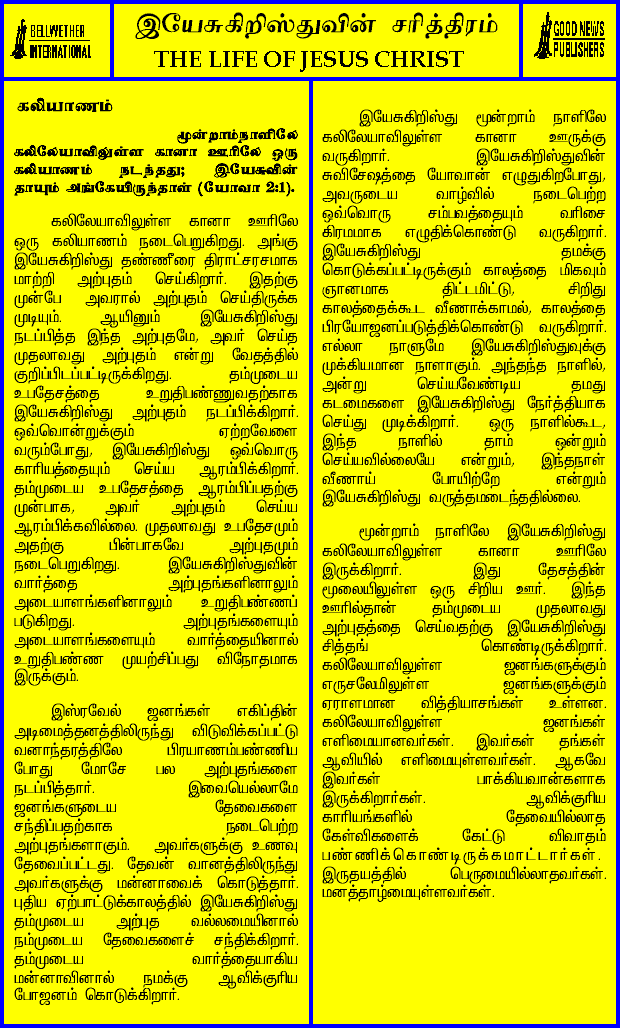 BELLWETHER
INTERNATIONAL
இயேசுகிறிஸ்துவின் சரித்திரம்
THE LIFE OF JESUS CHRIST
GOOD NEWS
PUBLISHERS
கலியாணம்
மூன்றாம்நாளிலே
கலிலேயாவிலுள்ள கானா ஊரிலே ஒரு
கலியாணம் நடந்தது; இயேசுவின்
தாயும் அங்கேயிருந்தாள் (யோவா 2:1).
கலிலேயாவிலுள்ள கானா ஊரிலே
ஒரு கலியாணம் நடைபெறுகிறது. அங்கு
இயேசுகிறிஸ்து தண்ணீரை திராட்சரசமாக
மாற்றி அற்புதம் செய்கிறார். இதற்கு
முன்பே அவரால் அற்புதம் செய்திருக்க
முடியும். ஆயினும் இயேசுகிறிஸ்து
நடப்பித்த இந்த அற்புதமே, அவர் செய்த
முதலாவது அற்புதம் என்று வேதத்தில்
குறிப்பிடப்பட்டிருக்கிறது. தம்முடைய
உபதேசத்தை உறுதிபண்ணுவதற்காக
இயேசுகிறிஸ்து அற்புதம் நடப்பிக்கிறார்.
ஒவ்வொன்றுக்கும் ஏற்றவேளை
வரும்போது, இயேசுகிறிஸ்து ஒவ்வொரு
காரியத்தையும் செய்ய ஆரம்பிக்கிறார்.
தம்முடைய உபதேசத்தை ஆரம்பிப்பதற்கு
முன்பாக, அவர் அற்புதம் செய்ய
ஆரம்பிக்கவில்லை. முதலாவது உபதேசமும்
அதற்கு பின்பாகவே அற்புதமும்
நடைபெறுகிறது. இயேசுகிறிஸ்துவின்
வார்த்தை அற்புதங்களினாலும்
அடையாளங்களினாலும் உறுதிபண்ணப்
படுகிறது. அற்புதங்களையும்
அடையாளங்களையும் வார்த்தையினால்
உறுதிபண்ண முயற்சிப்பது விநோதமாக
இருக்கும்.
இஸ்ரவேல் ஜனங்கள் எகிப்தின்
அடிமைத்தனத்திலிருந்து விடுவிக்கப்பட்டு
வனாந்தரத்திலே பிரயாணம்பண்ணிய
போது மோசே பல அற்புதங்களை
நடப்பித்தார். இவையெல்லாமே
ஜனங்களுடைய தேவைகளை
சந்திப்பதற்காக நடைபெற்ற
அற்புதங்களாகும். அவர்களுக்கு உணவு
தேவைப்பட்டது. தேவன் வானத்திலிருந்து
அவர்களுக்கு மன்னாவைக் கொடுத்தார்.
புதிய ஏற்பாட்டுக்காலத்தில் இயேசுகிறிஸ்து
தம்முடைய அற்புத வல்லமையினால்
நம்முடைய தேவைகளைச் சந்திக்கிறார்.
தம்முடைய வார்த்தையாகிய
மன்னாவினால் நமக்கு ஆவிக்குரிய
போஜனம் கொடுக்கிறார்.
இயேசுகிறிஸ்து மூன்றாம் நாளிலே
கலிலேயாவிலுள்ள கானா ஊருக்கு
வருகிறார். இயேசுகிறிஸ்துவின்
சுவிசேஷத்தை யோவான் எழுதுகிறபோது,
அவருடைய வாழ்வில் நடைபெற்ற
ஒவ்வொரு சம்பவத்தையும் வரிசை
கிரமமாக எழுதிக்கொண்டு வருகிறார்.
இயேசுகிறிஸ்து தமக்கு
கொடுக்கப்பட்டிருக்கும் காலத்தை மிகவும்
ஞானமாக திட்டமிட்டு, சிறிது
காலத்தைக்கூட வீணாக்காமல், காலத்தை
பிரயோஜனப்படுத்திக்கொண்டு வருகிறார்.
எல்லா நாளுமே இயேசுகிறிஸ்துவுக்கு
முக்கியமான நாளாகும். அந்தந்த நாளில்,
அன்று செய்யவேண்டிய தமது
கடமைகளை இயேசுகிறிஸ்து நேர்த்தியாக
செய்து முடிக்கிறார். ஒரு நாளில்கூட,
இந்த நாளில் தாம் ஒன்றும்
செய்யவில்லையே என்றும், இந்தநாள்
வீணாய் போயிற்றே என்றும்
இயேசுகிறிஸ்து வருத்தமடைந்ததில்லை.
மூன்றாம் நாளிலே இயேசுகிறிஸ்து
கலிலேயாவிலுள்ள கானா ஊரிலே
இருக்கிறார். இது தேசத்தின்
மூலையிலுள்ள ஒரு சிறிய ஊர். இந்த
ஊரில்தான் தம்முடைய முதலாவது
அற்புதத்தை செய்வதற்கு இயேசுகிறிஸ்து
சித்தங் கொண்டிருக்கிறார்.
கலிலேயாவிலுள்ள ஜனங்களுக்கும்
எருசலேமிலுள்ள ஜனங்களுக்கும்
ஏராளமான வித்தியாசங்கள் உள்ளன.
கலிலேயாவிலுள்ள ஜனங்கள்
எளிமையானவர்கள். இவர்கள் தங்கள்
ஆவியில் எளிமையுள்ளவர்கள். ஆகவே
இவர்கள் பாக்கியவான்களாக
இருக்கிறார்கள். ஆவிக்குரிய
காரியங்களில் தேவையில்லாத
கேள்விகளைக் கேட்டு விவாதம்
பண்ணிக்கொண்டிருக்கமாட்டார்கள்.
இருதயத்தில் பெருமையில்லாதவர்கள்.
மனத்தாழ்மையுள்ளவர்கள்.